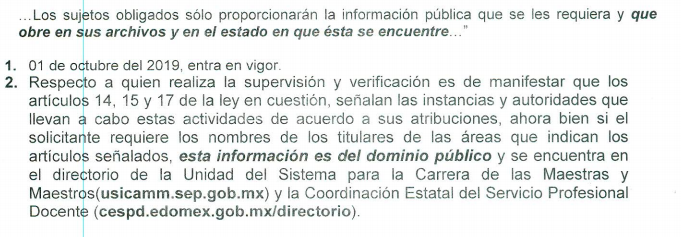 ...Los sujetos obligados sólo proporcionarán la información pública que se les requiera y que
obre en sus archivos y en el estado en que ésta se encuentre..."
1. 01 de octubre del 2019, entra en vigor.
2. Respecto a quien realiza la supervisión y verificación es de manifestar que los
artículos 14, 15 y 17 de la ley en cuestión, señalan las instancias y autoridades que
llevan a cabo estas actividades de acuerdo a sus atribuciones, ahora bien si el
solicitante requiere los nombres de los titulares de las áreas que indican los
artículos señalados, esta información es del dominio público y se encuentra en
el directorio de la Unidad del Sistema para la Carrera de las Maestras y
Maestros(usicamm.sep.gob.mx) y la Coordinación Estatal del Servicio Profesional
Docente (cespd.edomex.gob.mx/directorio).